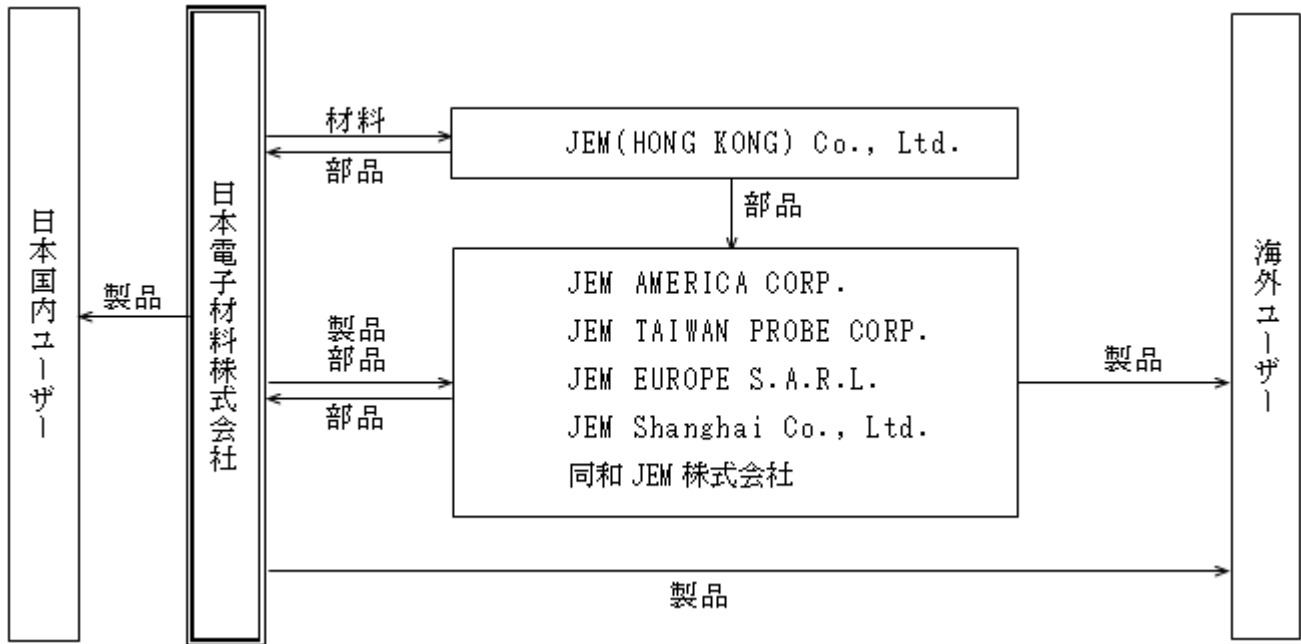 日本国内ユーザー
製品
日本電子材料株式会社
材料
部品
JEM(HONG KONG) Co., Ltd.
部品
製品
部品
部品
JEM AMERICA CORP.
JEM TAIWAN PROBE CORP.
JEM EUROPE S.A.R.L.
JEM Shanghai Co., Ltd.
同和JEM株式会社
製品
製品
海外ユーザー